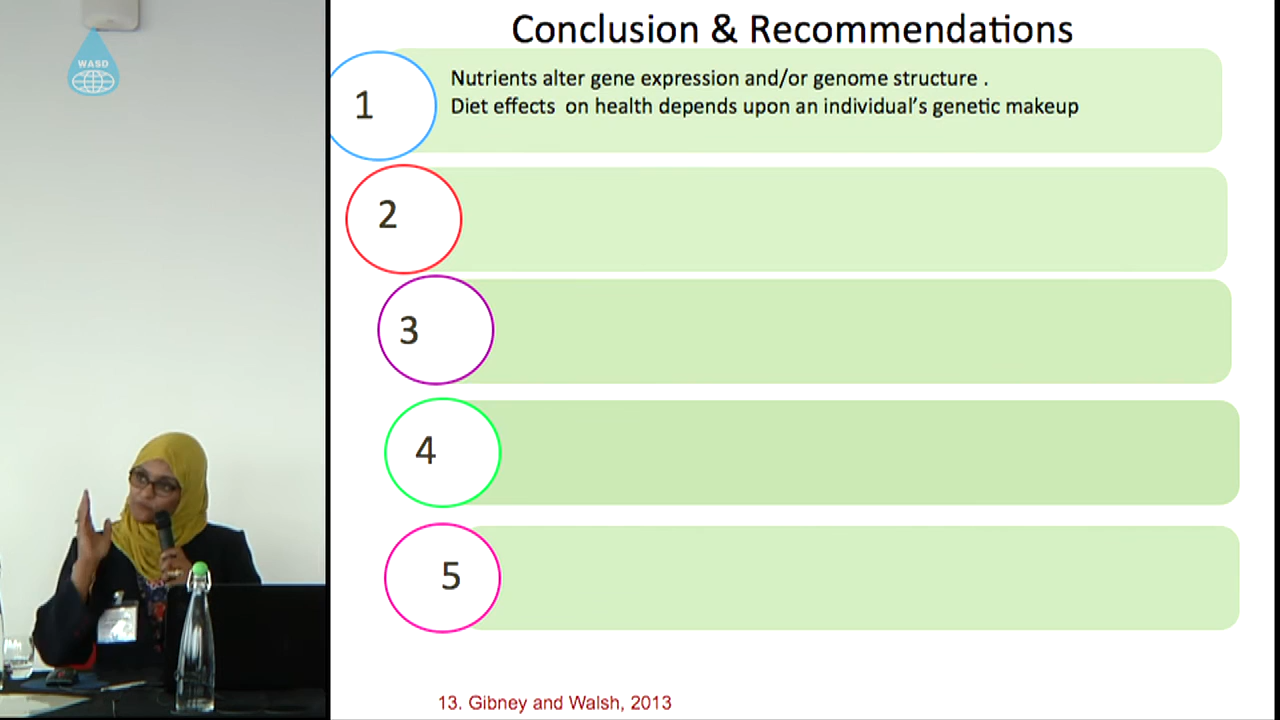 WASD
Conclusion & Recommendations
1
Nutrients alter gene expression and/or genome structure .
Diet effects  on health depends upon an individual's genetic makeup
2
3
4
5
13. Gibney and Walsh, 2013